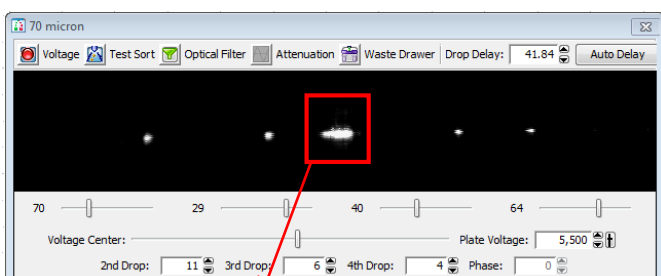 70 micron
Voltage Test Sort Optical Filter Attenuation Waste Drawer Drop Delay: 41.84 Auto Delay
70 29 40 64
Voltage Center: Plate Voltage: 5,500
2nd Drop: 11 3rd Drop: 6 4th Drop: 4 Phase: 0